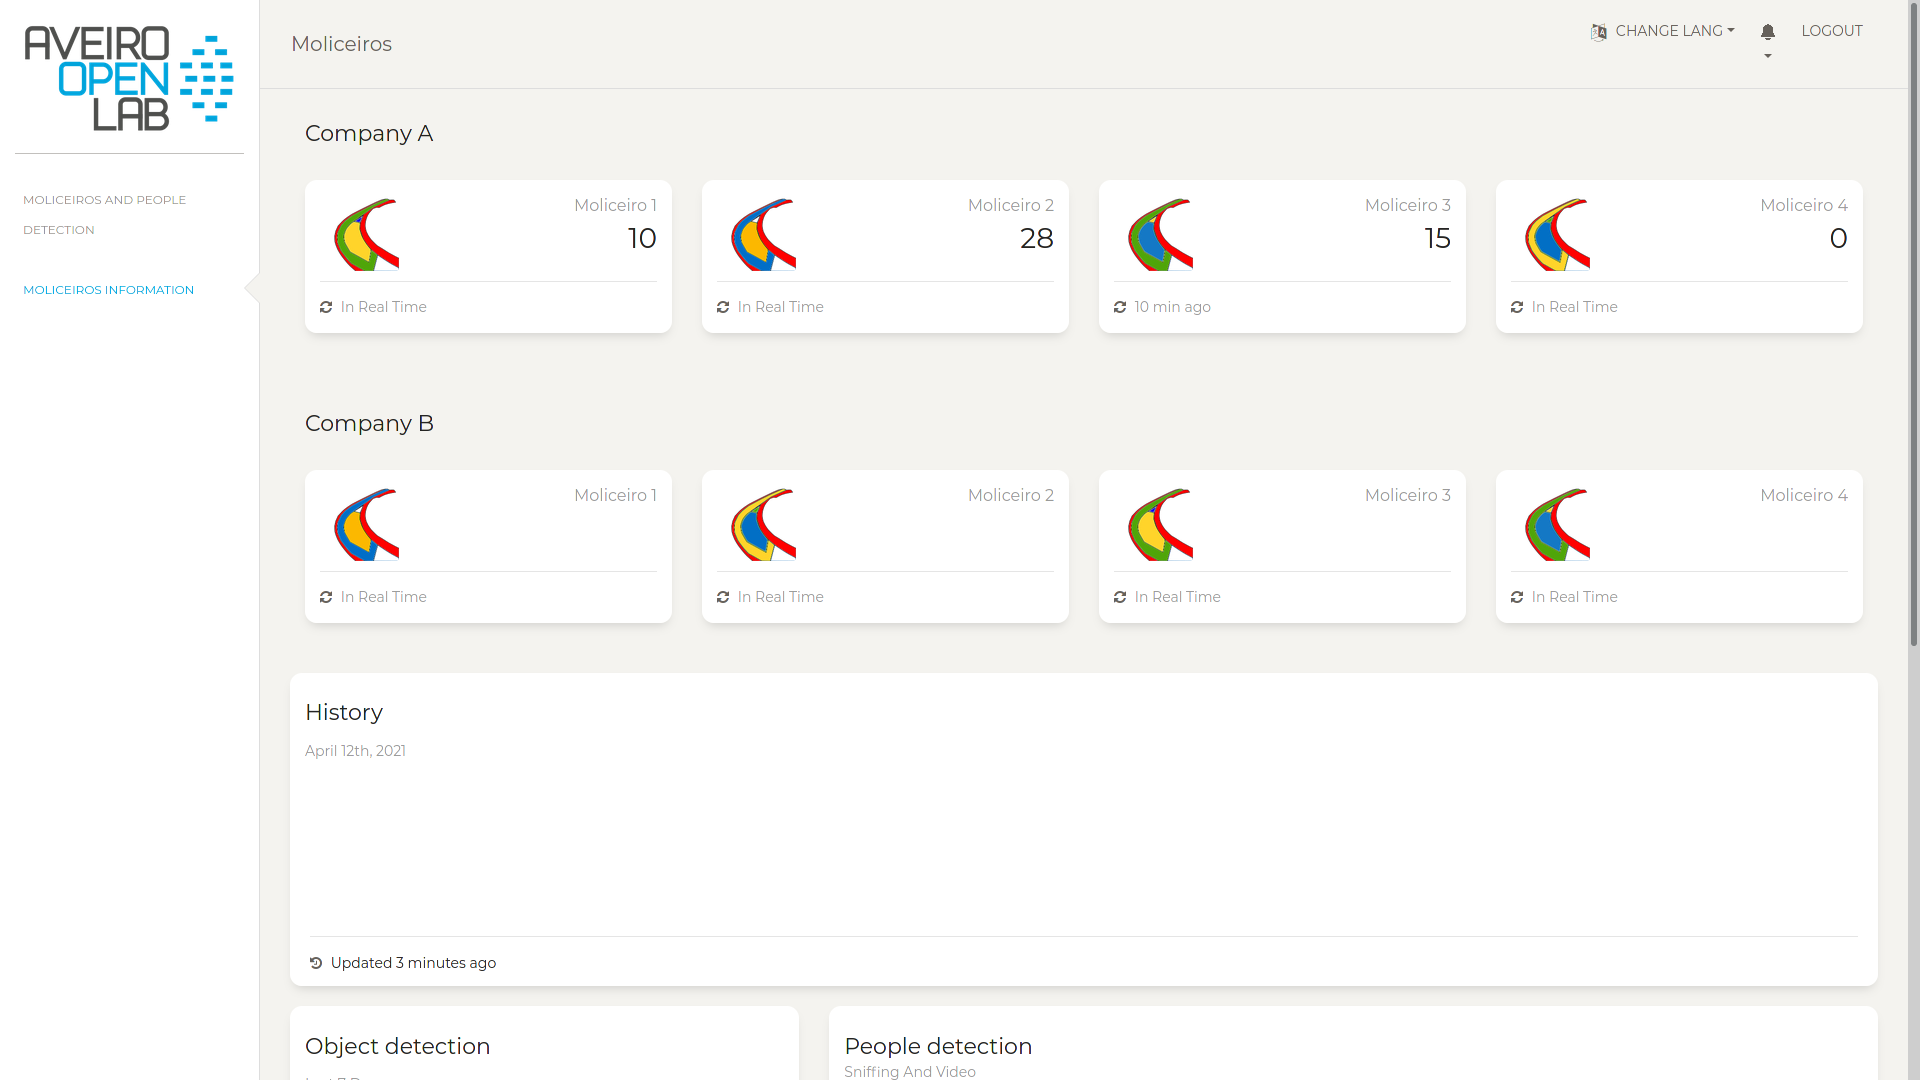 AVEIRO
OPEN
LAB
MOLICEIROS AND PEOPLE
DETECTION
MOLICEIROS INFORMATION
Moliceiros
CHANGE LANG
LOGOUT
Company A
Moliceiro 1
10
In Real Time
Moliceiro 2
28
In Real Time
Moliceiro 3
15
10 min ago
Moliceiro 4
0
In Real Time
Company B
Moliceiro 1
In Real Time
Moliceiro 2
In Real Time
Moliceiro 3
In Real Time
Moliceiro 4
In Real Time
History
April 12th, 2021
Updated 3 minutes ago
Object detection
People detection
Sniffing And Video